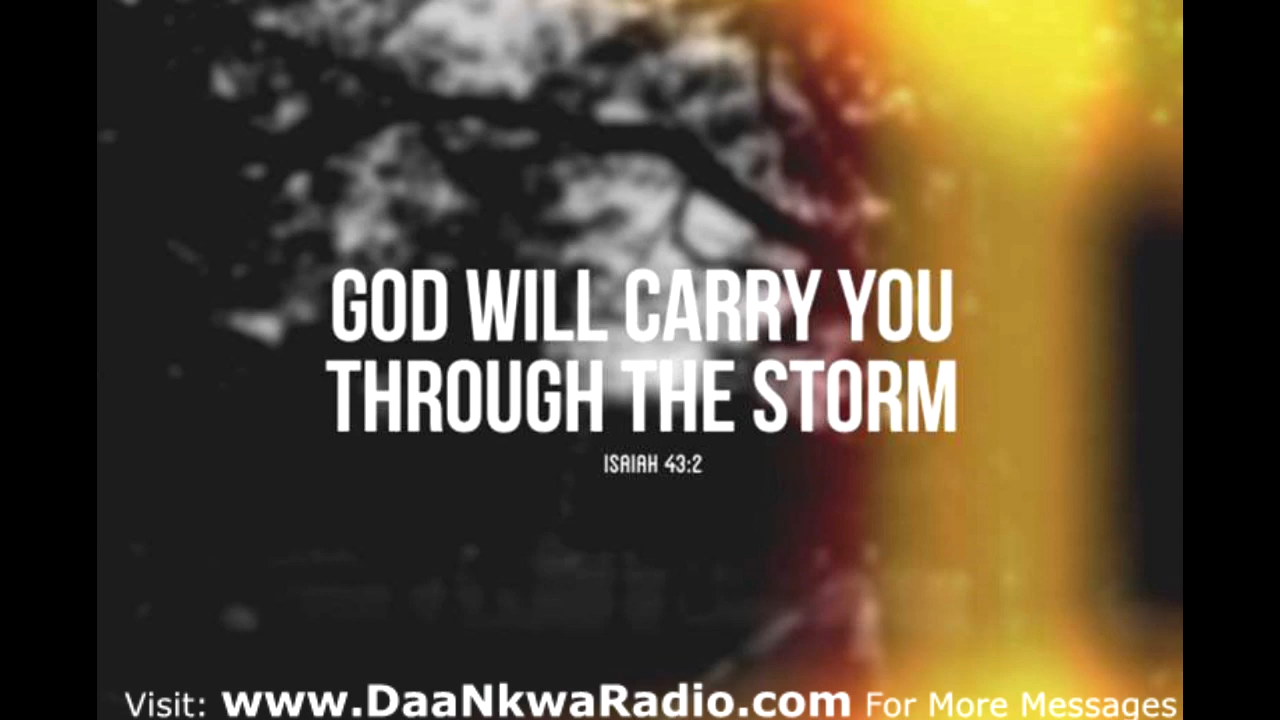 GOD WILL CARRY YOU
THROUGH THE STORM
ISAIAH 43:2
Visit: www.DaaNkwaRadio.com For More Messages